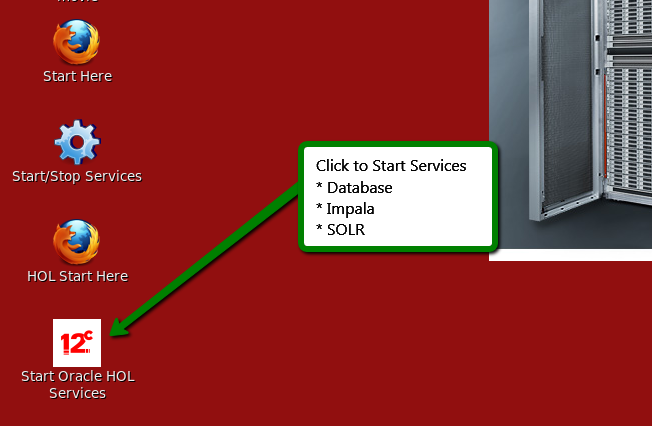 Start Here
Start/Stop Services
HOL Start Here
12c
Start Oracle HOL
Services
Click to Start Services
* Database
* Impala
* SOLR